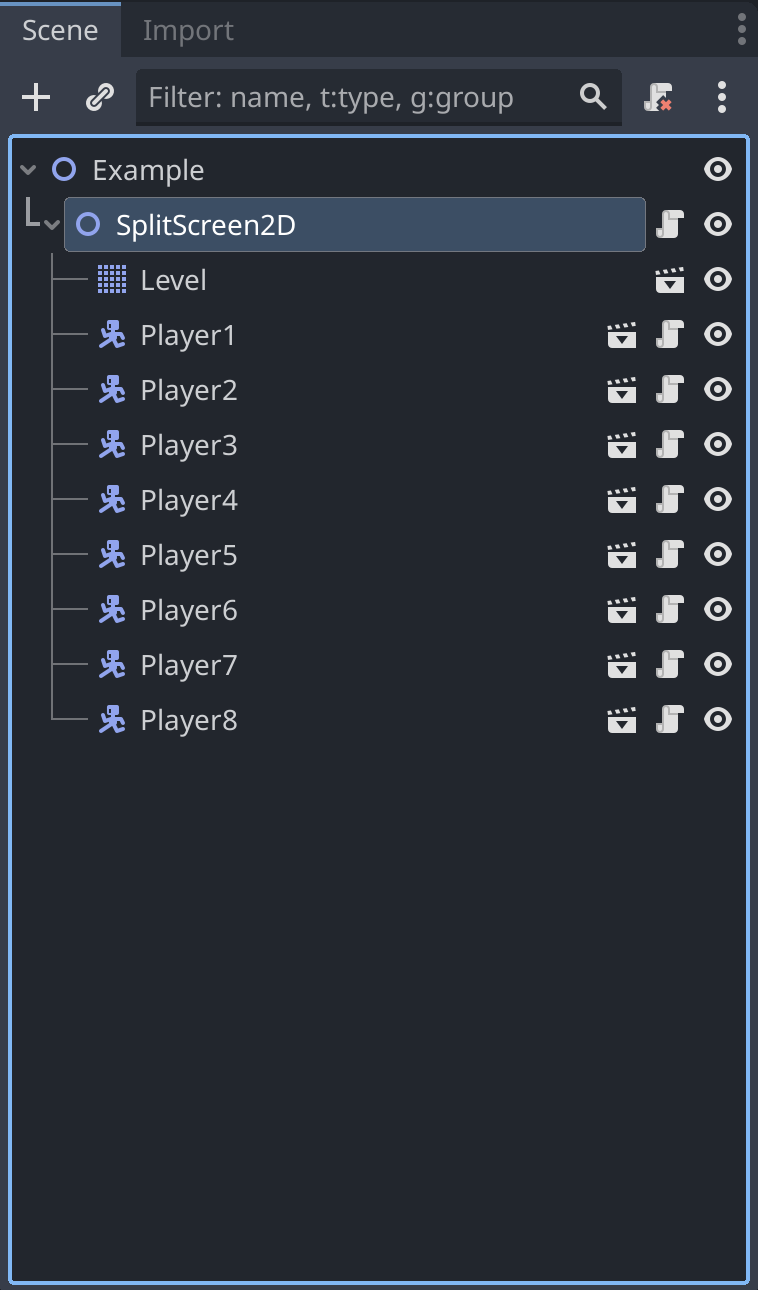 Scene Import
Filter: name, t:type, g:group
Example
SplitScreen2D
Level
Player1
Player2
Player3
Player4
Player5
Player6
Player7
Player8